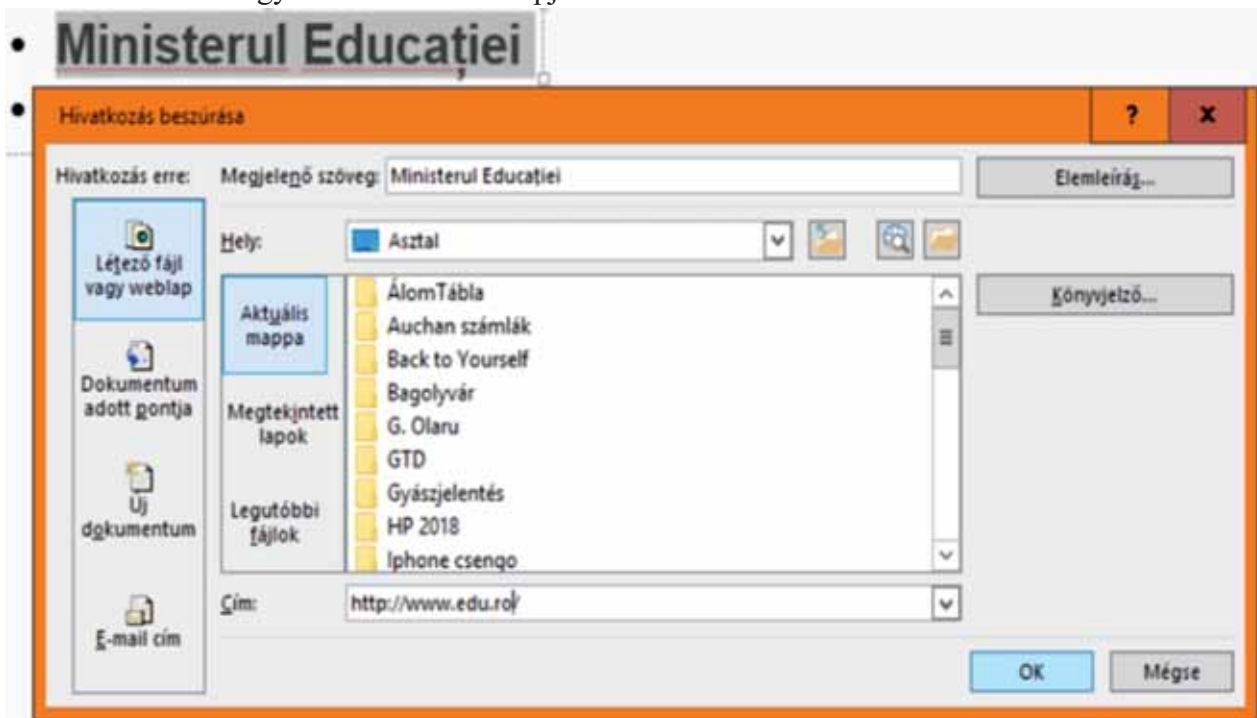 • Ministerul Educației
•
Hivatkozás beszúrása ? x
Hivatkozás erre: Megjelenő szöveg: Ministerul Educației Elemleírás...
Hely: Asztal
Létező fájl vagy weblap
Dokumentum adott pontja
Új dokumentum
E-mail cím
Aktuális mappa
Megtekintett lapok
Legutóbbi fájlok
ÁlomTábla
Auchan számlák
Back to Yourself
Bagolyvár
G. Olaru
GTD
Gyászjelentés
HP 2018
Iphone csengo
Könyvjelző...
Cím: http://www.edu.ro/
OK Mégse